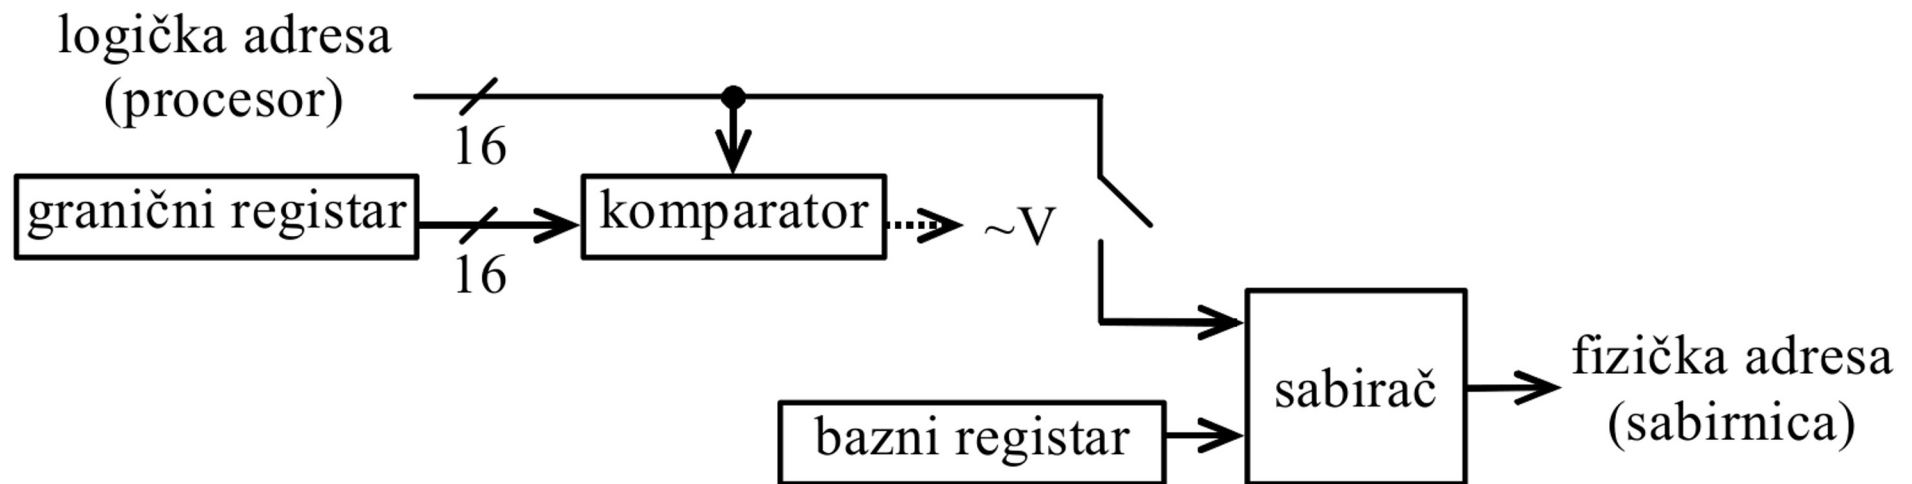 logička adresa
(procesor)
16
granični registar
16
komparator
~V
bazni registar
sabirač
fizička adresa
(sabirnica)